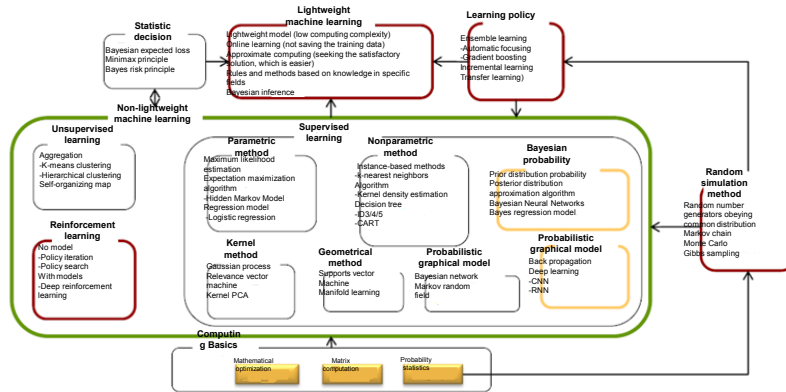 Statistic
decision
Bayesian expected loss
Minimax principle
Bayes risk principle
Lightweight
machine learning
Lightweight model (low computing complexity)
Online learning (not saving the training data)
Approximate computing (seeking the satisfactory
solution, which is easier)
Rules and methods based on knowledge in specific
fields
Bayesian inference
Learning policy
Ensemble learning
-Automatic focusing
-Gradient boosting
Incremental learning
Transfer learning)
Non-lightweight
machine learning
Unsupervised
learning
Aggregation
-K-means clustering
-Hierarchical clustering
Self-organizing map
Reinforcement
learning
No model
-Policy iteration
-Policy search
With models
-Deep reinforcement
learning
Supervised
learning
Parametric
method
Maximum likelihood
estimation
Expectation maximization
algorithm
-Hidden Markov Model
Regression model
-Logistic regression
Nonparametric
method
Instance-based methods
-k-nearest neighbors
Algorithm
-Kernel density estimation
Decision tree
-ID3/4/5
-CART
Bayesian
probability
Prior distribution probability
Posterior distribution
approximation algorithm
Bayesian Neural Networks
Bayes regression model
Kernel
method
Gaussian process
Relevance vector
machine
Kernel PCA
Geometrical
method
Supports vector
Machine
Manifold learning
Probabilistic
graphical model
Bayesian network
Markov random
field
Probabilistic
graphical model
Back propagation
Deep learning
-CNN
-RNN
Random
simulation
method
Random number
generators obeying
common distribution
Markov chain
Monte Carlo
Gibbs sampling
Computin
g Basics
Mathematical
optimization
Matrix
computation
Probability
statistics